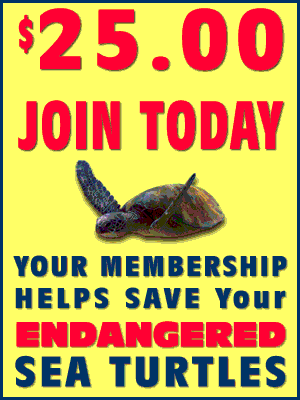 $25.00
JOIN TODAY
YOUR MEMBERSHIP
HELPS SAVE Your
ENDANGERED
SEA TURTLES